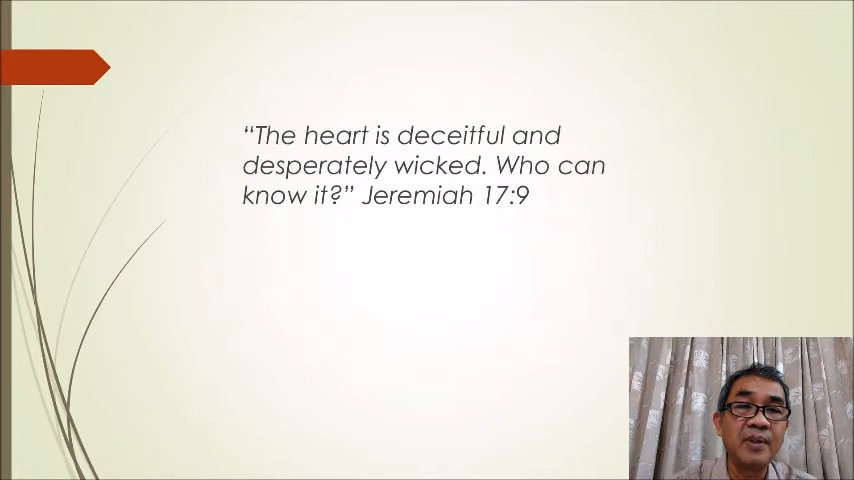 “The heart is deceitful and
desperately wicked. Who can
know it?” Jeremiah 17:9